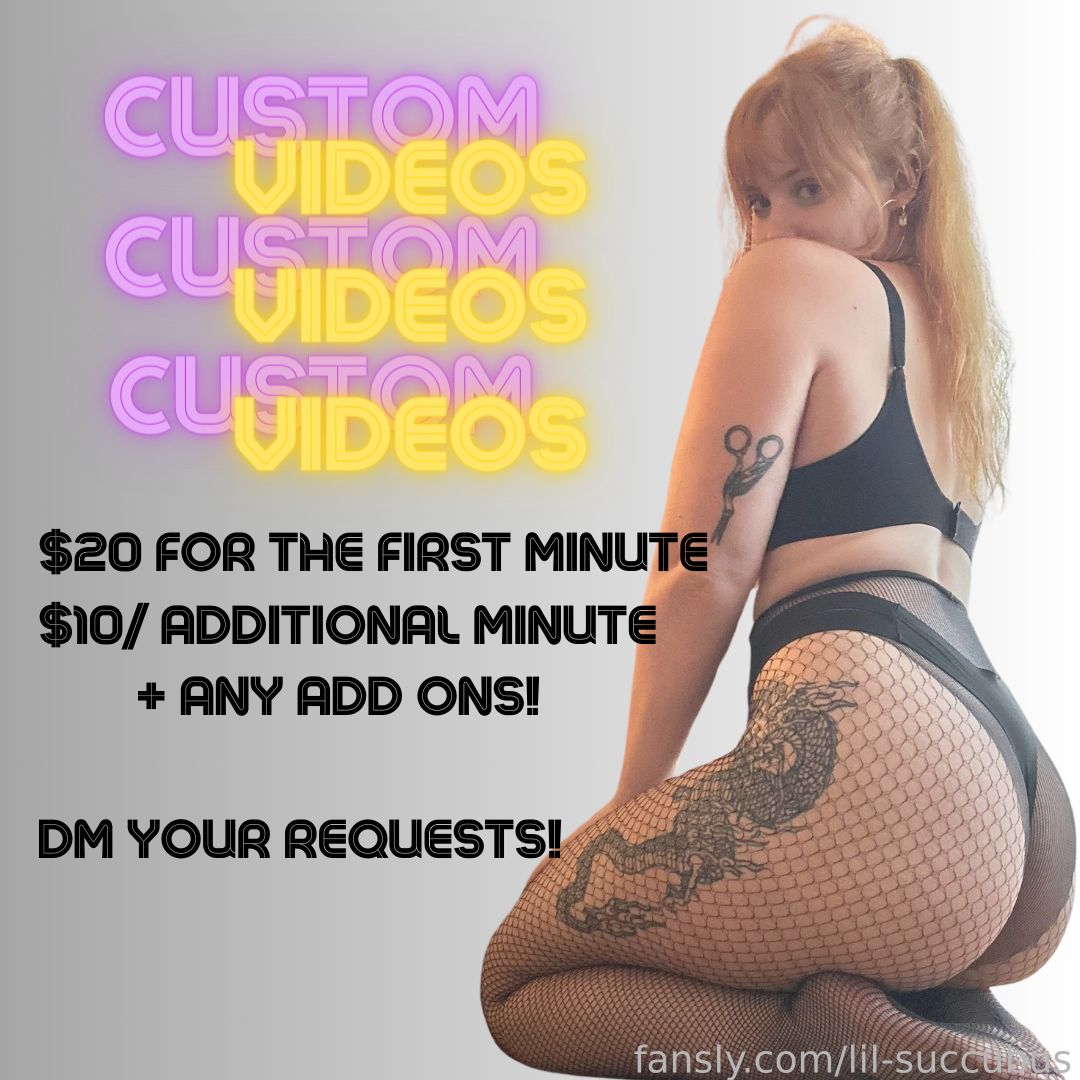 CUSTOM
VIDEOS
CUSTOM
VIDEOS
CUSTOM
VIDEOS
$20 FOR THE FIRST MINUTE
$10/ ADDITIONAL MINUTE
+ ANY ADD ONS!
DM YOUR REQUESTS!
fansly.com/lil-succubus